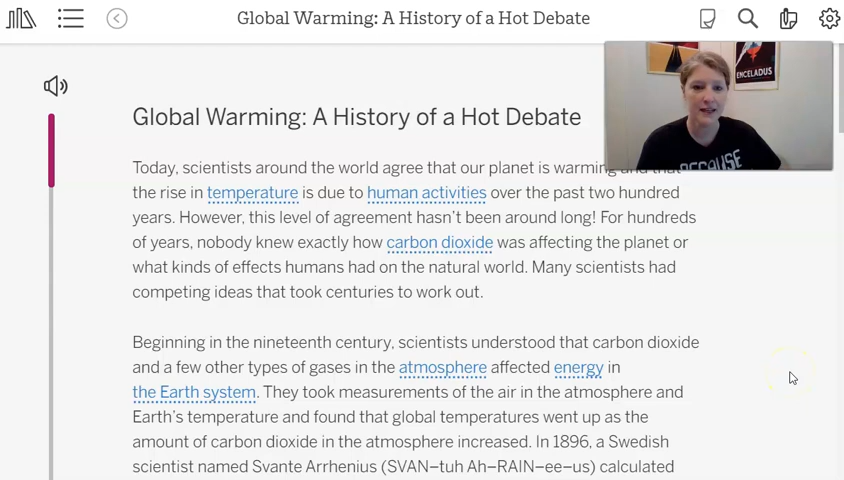 Global Warming: A History of a Hot Debate
ENCELADUS
BECAUSE
Global Warming: A History of a Hot Debate
Today, scientists around the world agree that our planet is warming and that
the rise in temperature is due to human activities over the past two hundred
years. However, this level of agreement hasn't been around long! For hundreds
of years, nobody knew exactly how carbon dioxide was affecting the planet or
what kinds of effects humans had on the natural world. Many scientists had
competing ideas that took centuries to work out.
Beginning in the nineteenth century, scientists understood that carbon dioxide
and a few other types of gases in the atmosphere affected energy in
the Earth system. They took measurements of the air in the atmosphere and
Earth's temperature and found that global temperatures went up as the
amount of carbon dioxide in the atmosphere increased. In 1896, a Swedish
scientist named Svante Arrhenius (SVAN–tuh Ah–RAIN–ee–us) calculated